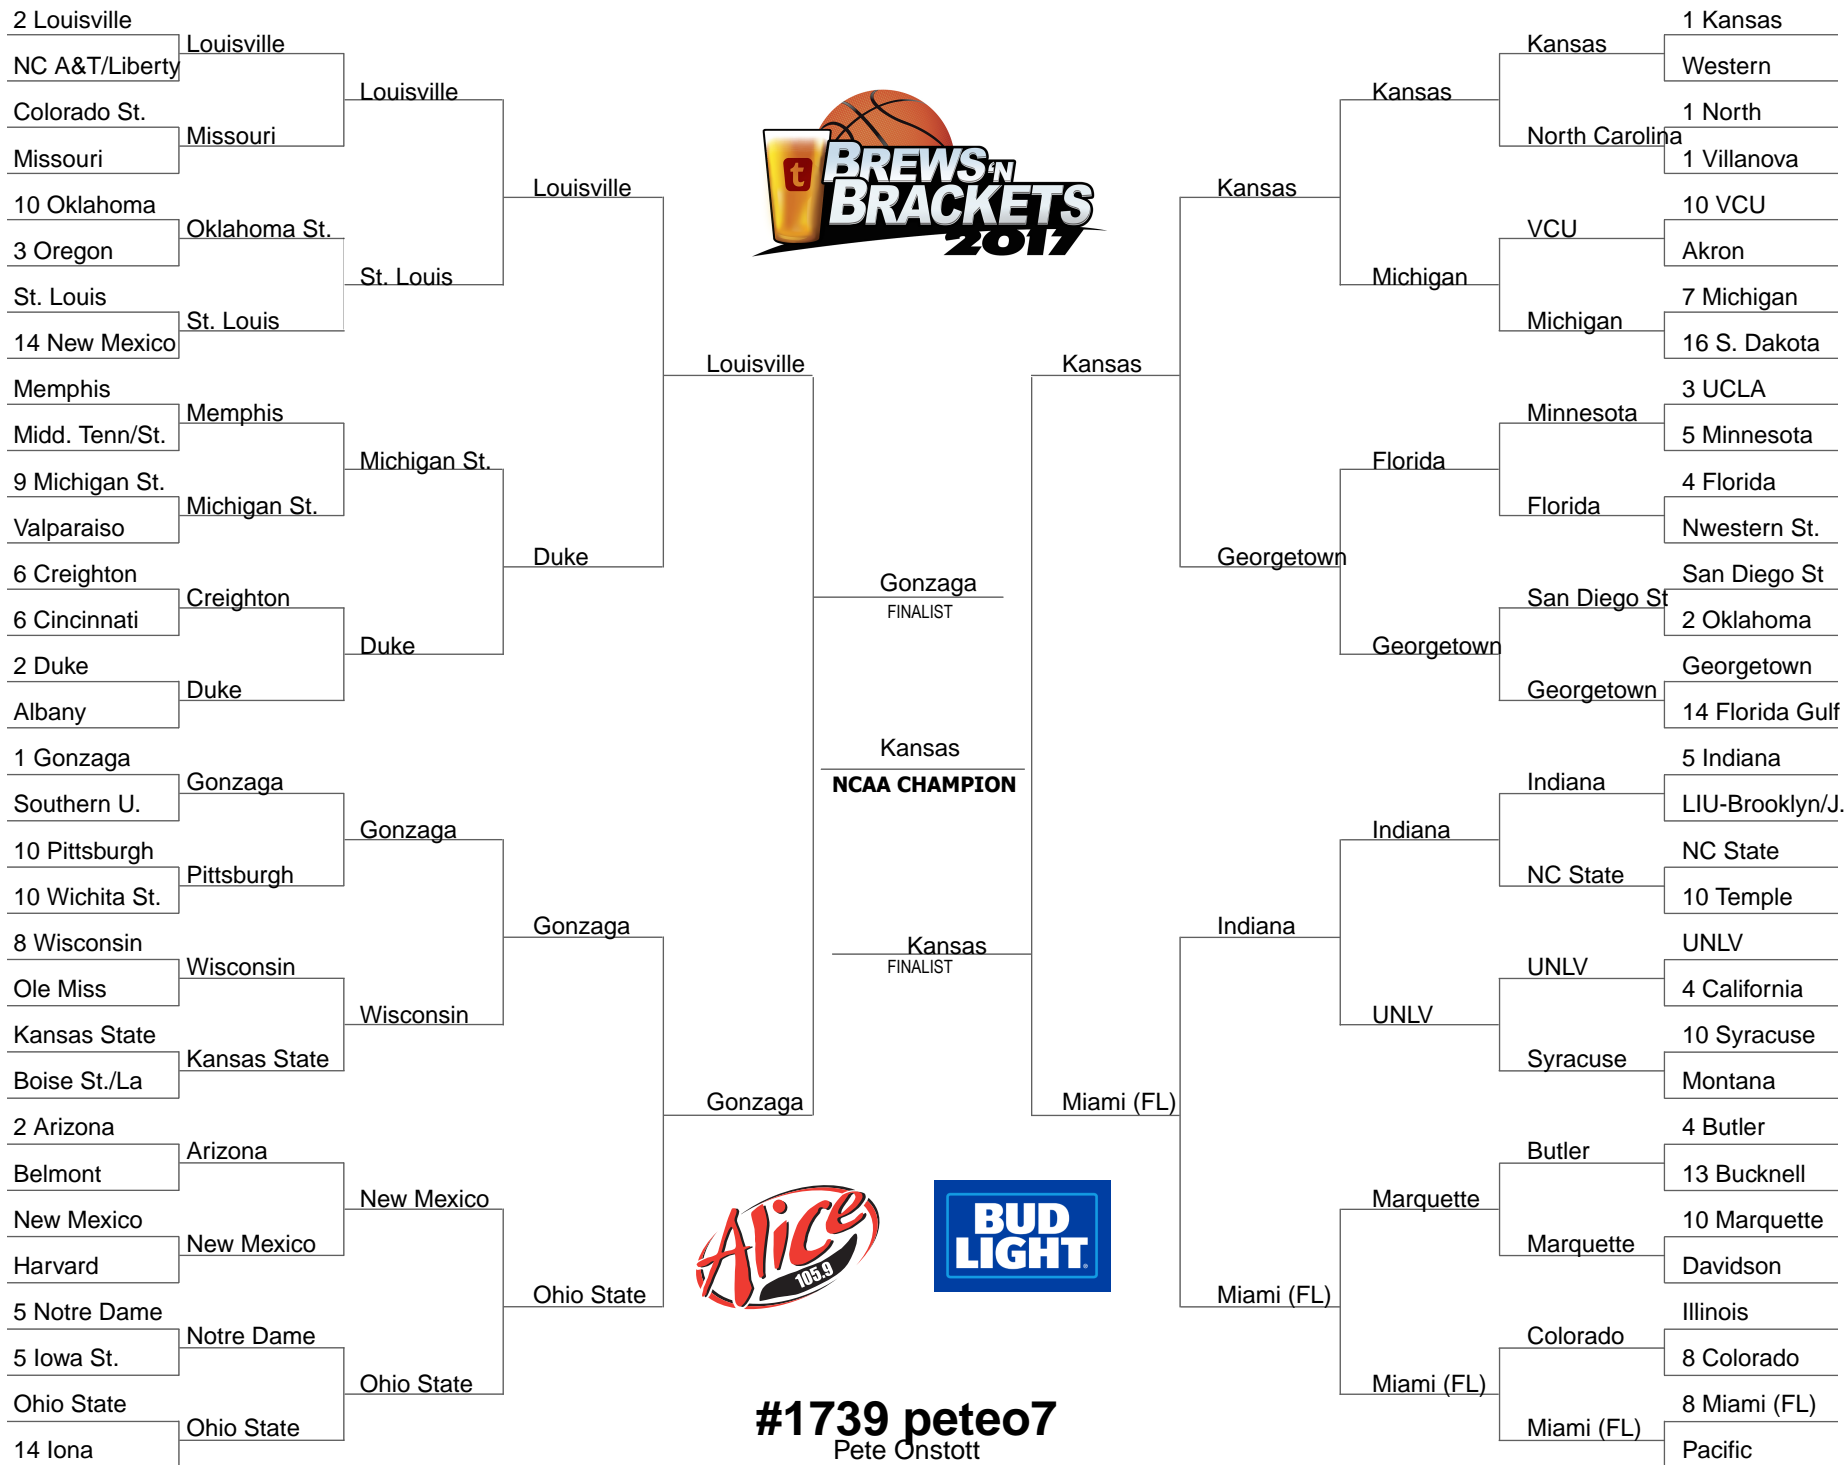 2 Louisville
NC A&T/Liberty
Colorado St.
Missouri
10 Oklahoma
3 Oregon
St. Louis
14 New Mexico
Memphis
Midd. Tenn/St.
9 Michigan St.
Valparaiso
6 Creighton
6 Cincinnati
2 Duke
Albany
1 Gonzaga
Southern U.
10 Pittsburgh
10 Wichita St.
8 Wisconsin
Ole Miss
Kansas State
Boise St./La
2 Arizona
Belmont
New Mexico
Harvard
5 Notre Dame
5 Iowa St.
Ohio State
14 Iona
Louisville
Missouri
Oklahoma St.
St. Louis
Memphis
Michigan St.
Creighton
Duke
Gonzaga
Pittsburgh
Wisconsin
Kansas State
Arizona
New Mexico
Notre Dame
Ohio State
Louisville
St. Louis
Michigan St.
Duke
Gonzaga
Wisconsin
New Mexico
Ohio State
Louisville
Duke
Gonzaga
Ohio State
Louisville
Gonzaga
t
BREWS 'N
BRACKETS
2017
Gonzaga
FINALIST
Kansas
NCAA CHAMPION
Kansas
FINALIST
Alice
105.9
BUD
LIGHT
#1739 peteo7
Pete Onstott
Kansas
Miami (FL)
Kansas
Georgetown
Indiana
Miami (FL)
Kansas
Michigan
Florida
Georgetown
Indiana
UNLV
Marquette
Miami (FL)
Kansas
North Carolina
VCU
Michigan
Minnesota
Florida
San Diego St
Georgetown
Indiana
NC State
UNLV
Syracuse
Butler
Marquette
Colorado
Miami (FL)
1 Kansas
Western
1 North
1 Villanova
10 VCU
Akron
7 Michigan
16 S. Dakota
3 UCLA
5 Minnesota
4 Florida
Nwestern St.
San Diego St
2 Oklahoma
Georgetown
14 Florida Gulf
5 Indiana
LIU-Brooklyn/J.
NC State
10 Temple
UNLV
4 California
10 Syracuse
Montana
4 Butler
13 Bucknell
10 Marquette
Davidson
Illinois
8 Colorado
8 Miami (FL)
Pacific